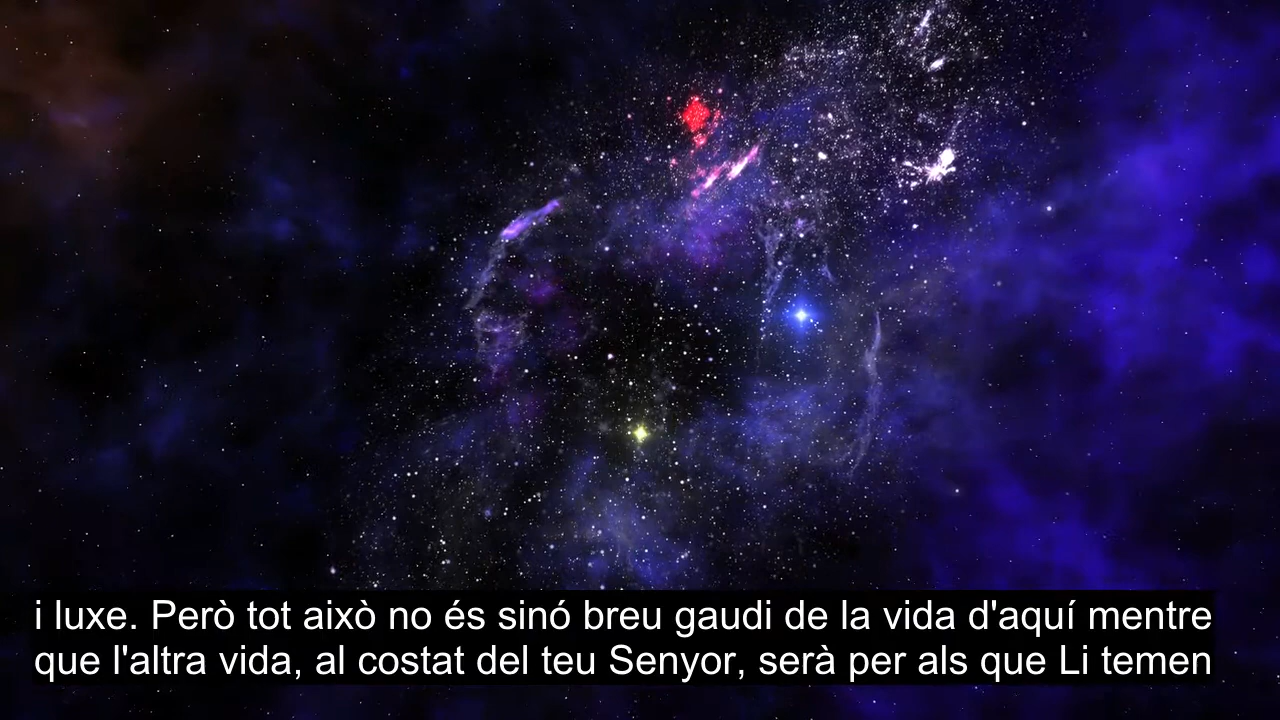 i luxe. Però tot això no és sinó breu gaudi de la vida d'aquí mentre
que l'altra vida, al costat del teu Senyor, serà per als que Li temen